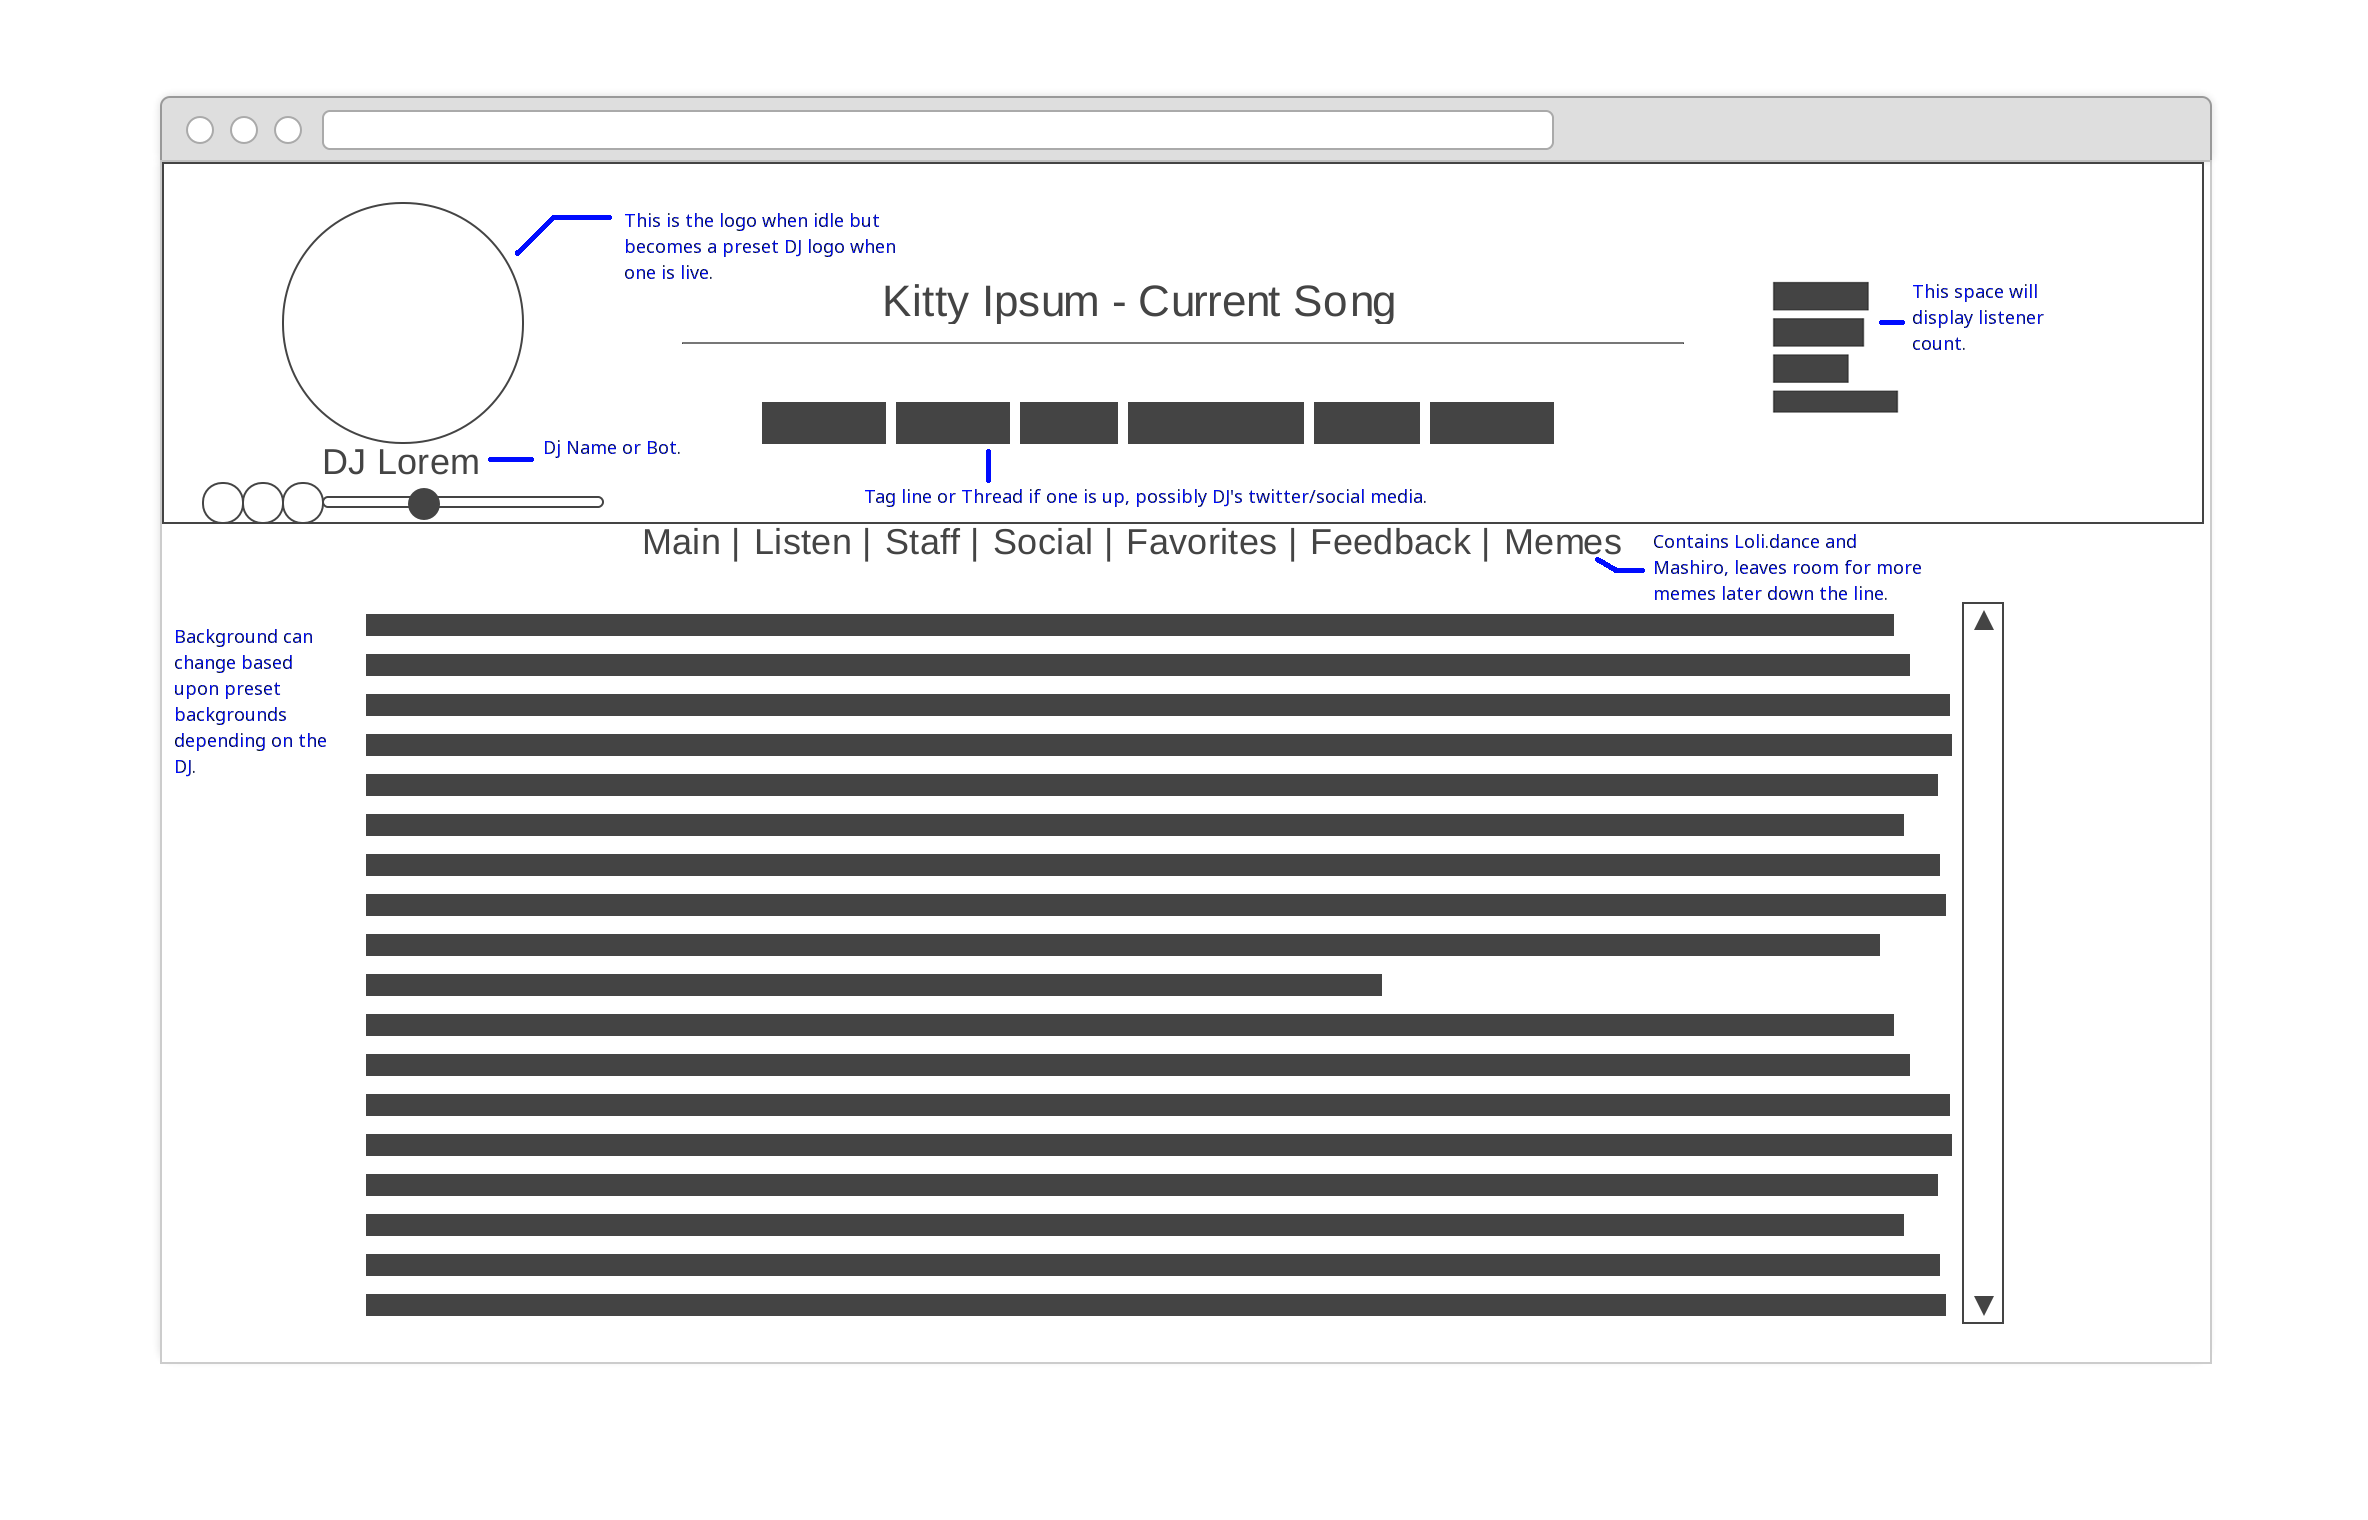 This is the logo when idle but
becomes a preset DJ logo when
one is live.
Kitty Ipsum - Current Song
This space will
display listener
count.
Dj Name or Bot.
DJ Lorem
Tag line or Thread if one is up, possibly DJ's twitter/social media.
Main | Listen | Staff | Social | Favorites | Feedback | Memes
Contains Loli.dance and
Mashiro, leaves room for more
memes later down the line.
Background can
change based
upon preset
backgrounds
depending on the
DJ.